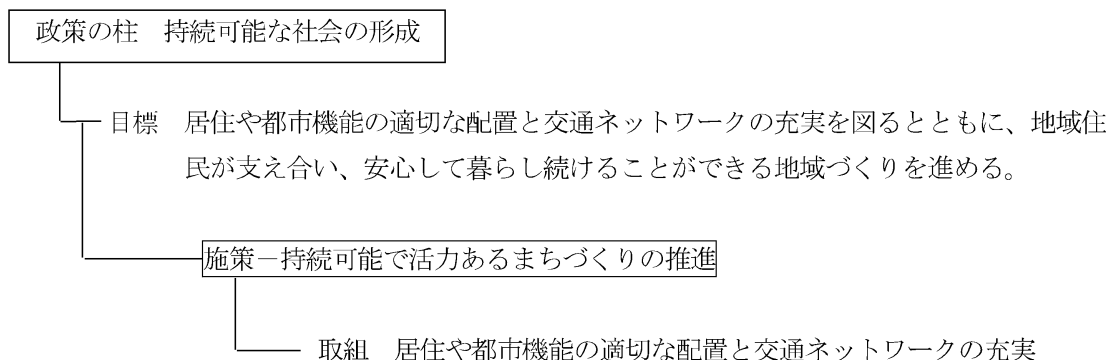 政策の柱　持続可能な社会の形成
目標　居住や都市機能の適切な配置と交通ネットワークの充実を図るとともに、地域住
民が支え合い、安心して暮らし続けることができる地域づくりを進める。
施策－持続可能で活力あるまちづくりの推進
取組　居住や都市機能の適切な配置と交通ネットワークの充実